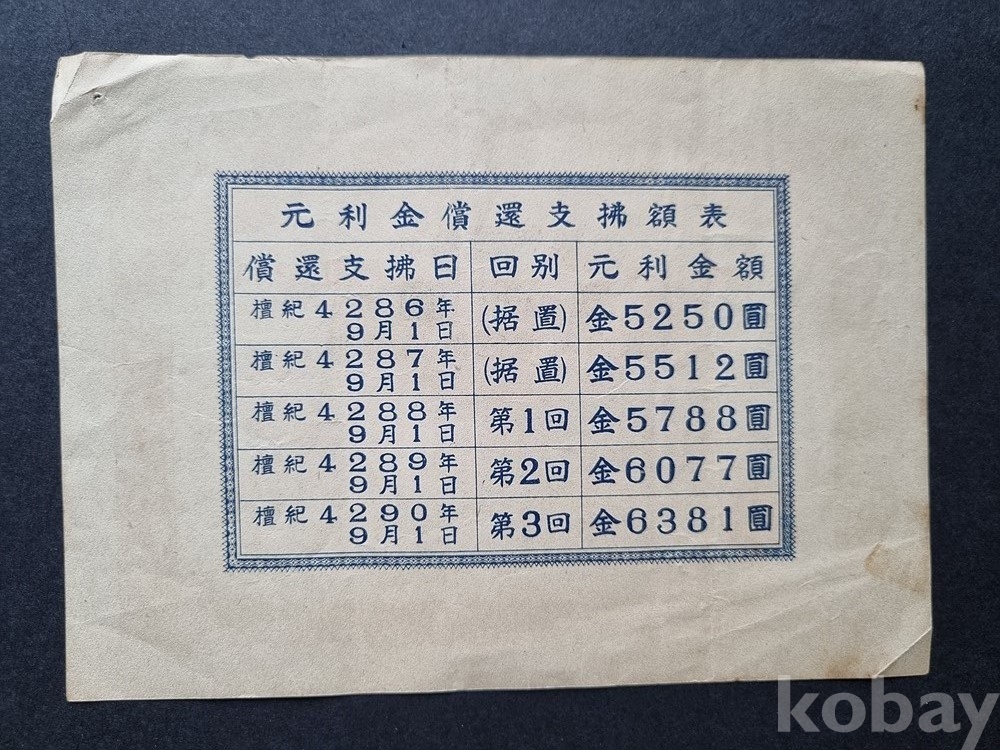 元利金償還支拂額表
償還支拂日 回別 元利金額
檀紀4286年9月1日 (据置) 金5250圓
檀紀4287年9月1日 (据置) 金5512圓
檀紀4288年9月1日 第1回 金5788圓
檀紀4289年9月1日 第2回 金6077圓
檀紀4290年9月1日 第3回 金6381圓
kobay